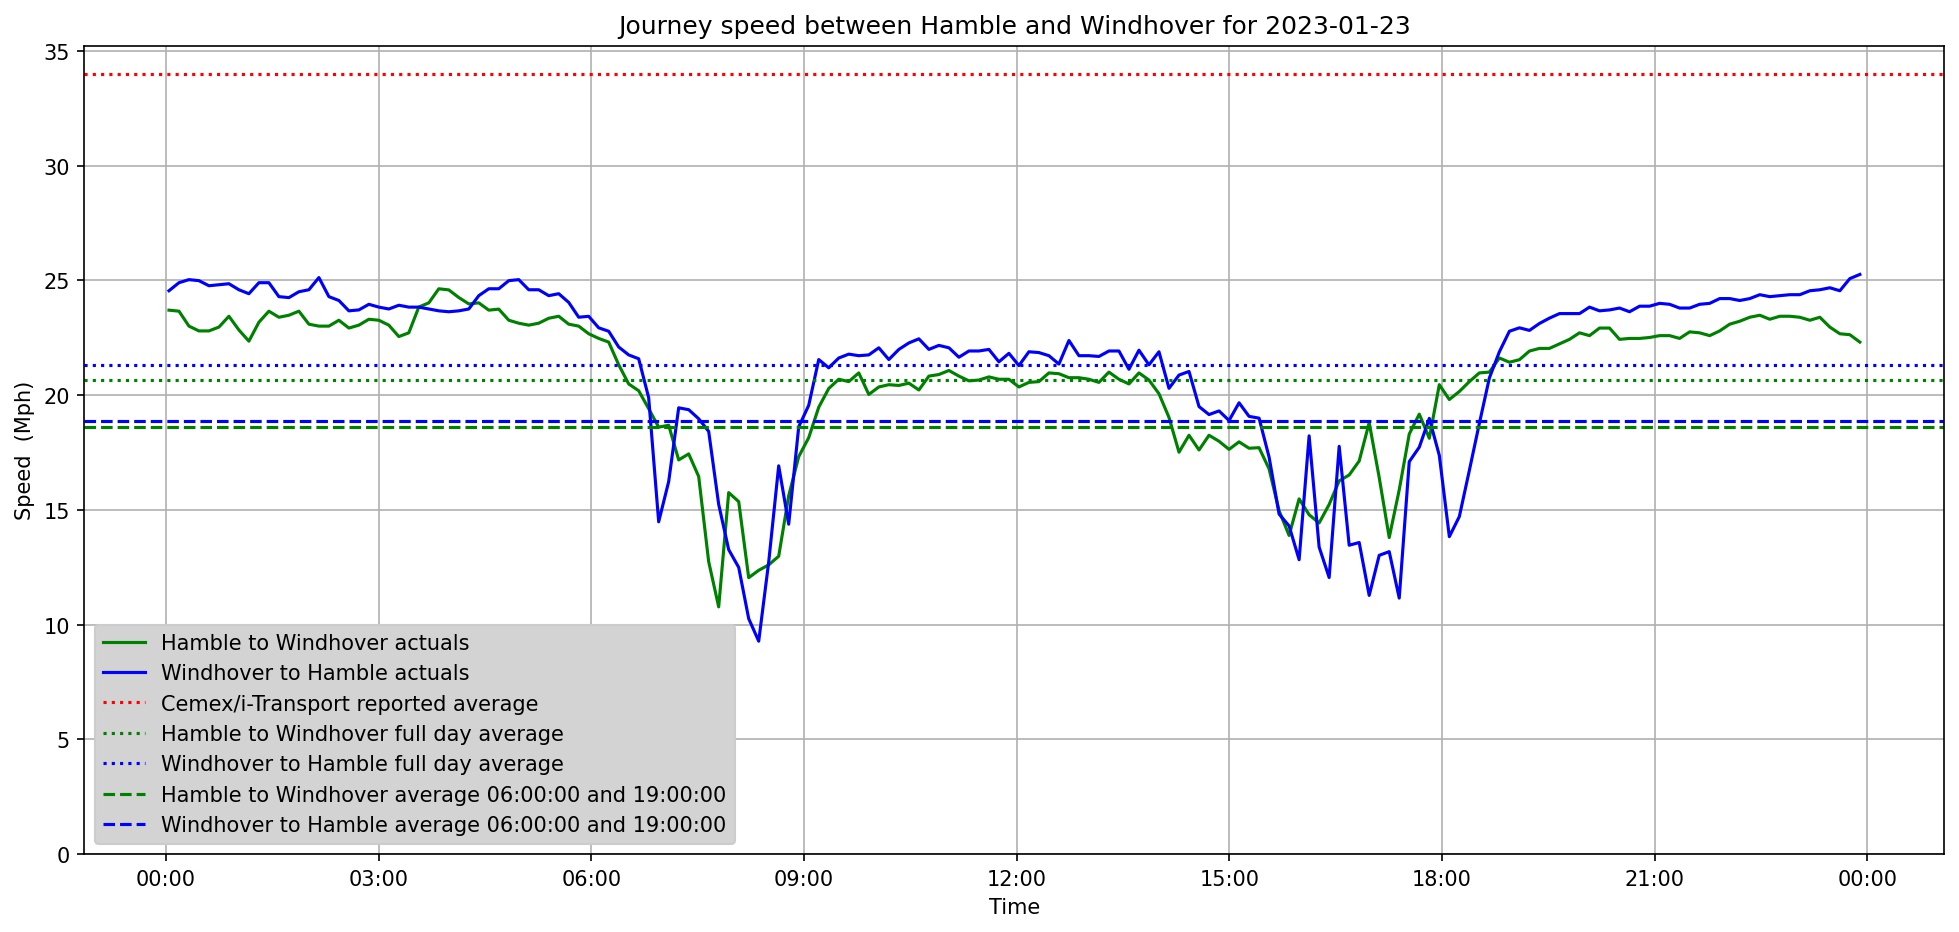 Journey speed between Hamble and Windhover for 2023-01-23
35
30
25
20
15
10
5
0
Speed (Mph)
Hamble to Windhover actuals
Windhover to Hamble actuals
Cemex/i-Transport reported average
Hamble to Windhover full day average
Windhover to Hamble full day average
Hamble to Windhover average 06:00:00 and 19:00:00
Windhover to Hamble average 06:00:00 and 19:00:00
00:00 03:00 06:00 09:00 12:00 15:00 18:00 21:00 00:00
Time